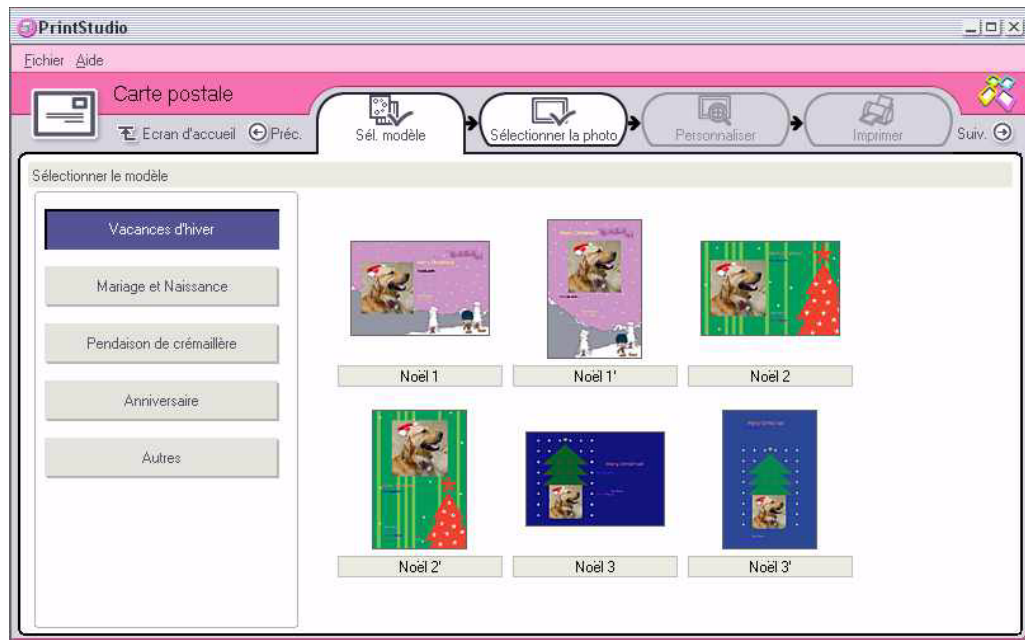 PrintStudio
Fichier Aide
Carte postale
Ecran d'accueil Préc.
Sél. modèle
Sélectionner la photo
Personnaliser
Imprimer
Suiv.
Sélectionner le modèle
Vacances d'hiver
Mariage et Naissance
Pendaison de crémaillère
Anniversaire
Autres
Noël 1
Noël 1'
Noël 2
Noël 2'
Noël 3
Noël 3'